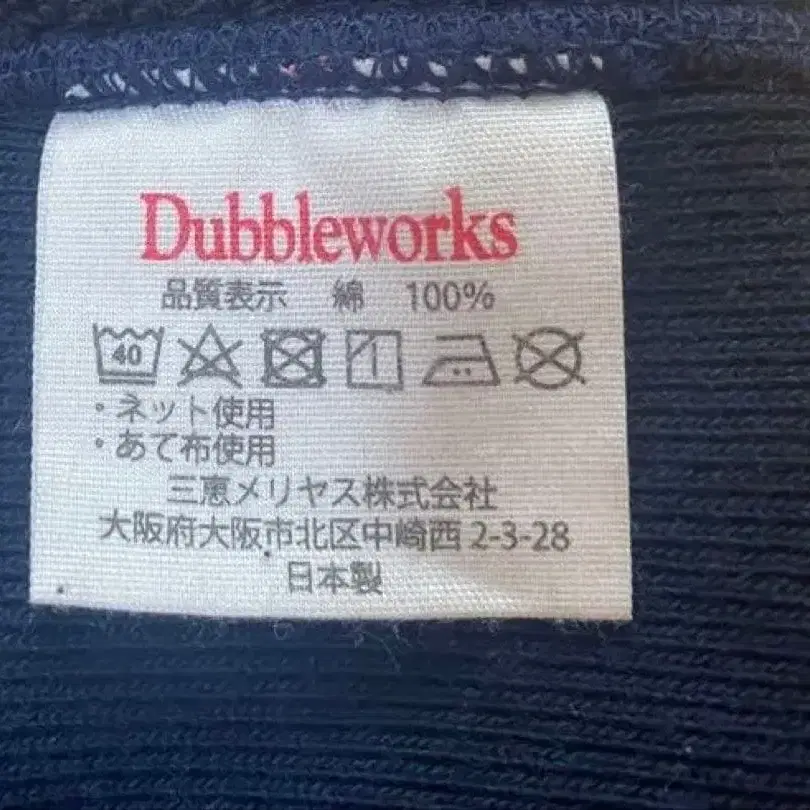 Dubbleworks
品質表示 綿 100%
40
・ネット使用
・あて布使用
三恵メリヤス株式会社
大阪府大阪市北区中崎西 2-3-28
日本製